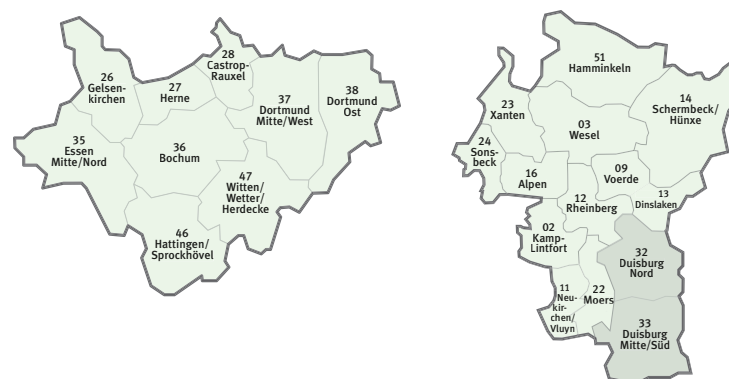 28
Castrop-
Rauxel
26
Gelsen-
kirchen
27
Herne
37
Dortmund
Mitte/West
38
Dortmund
Ost
35
Essen
Mitte/Nord
36
Bochum
47
Witten/
Wetter/
Herdecke
46
Hattingen/
Sprockhövel
51
Hamminkeln
23
Xanten
03
Wesel
14
Schermbeck/
Hünxe
24
Sons-
beck
16
Alpen
09
Voerde
13
Dinslaken
12
Rheinberg
02
Kamp-
Lintfort
32
Duisburg
Nord
11
Neu-
kir-
chen/
Vluyn
22
Moers
33
Duisburg
Mitte/Süd